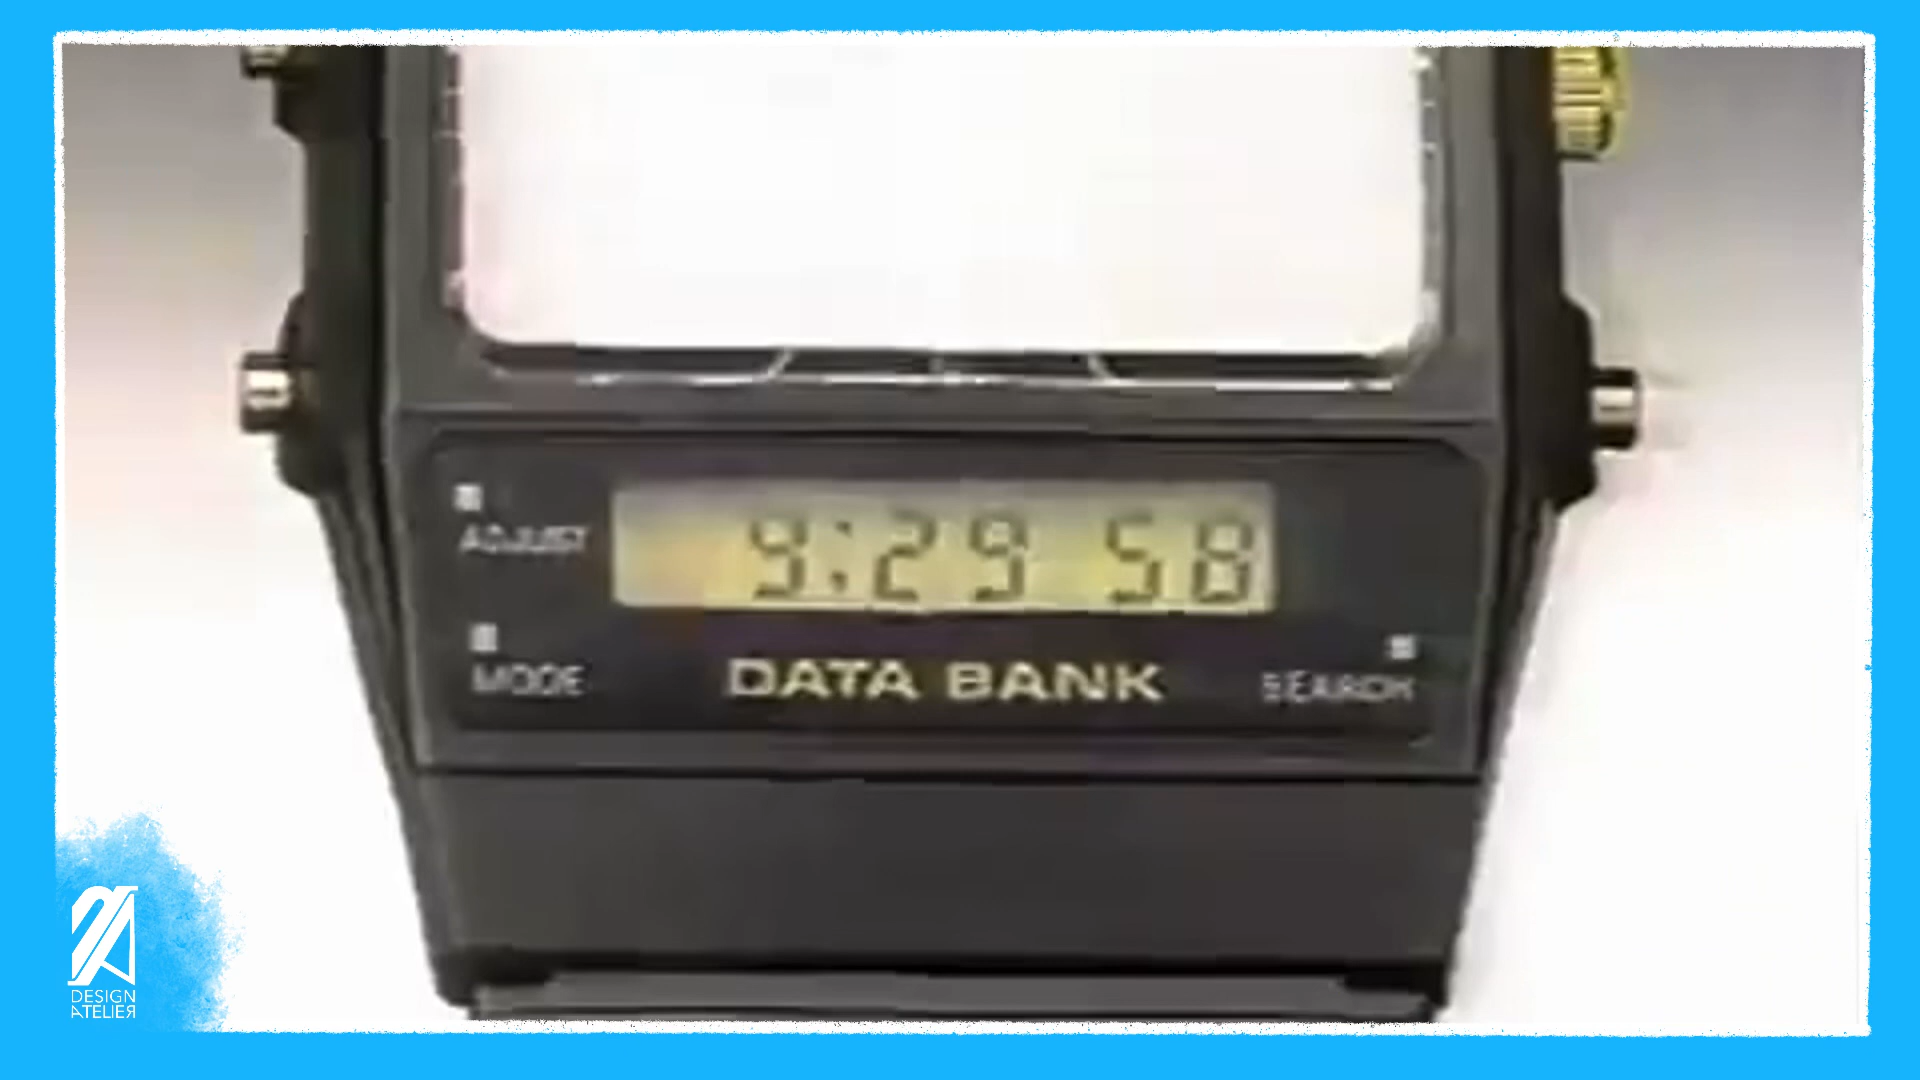 ADJUST
9:29 58
MODE
DATA BANK
SEARCH
DESIGN
ATELIER